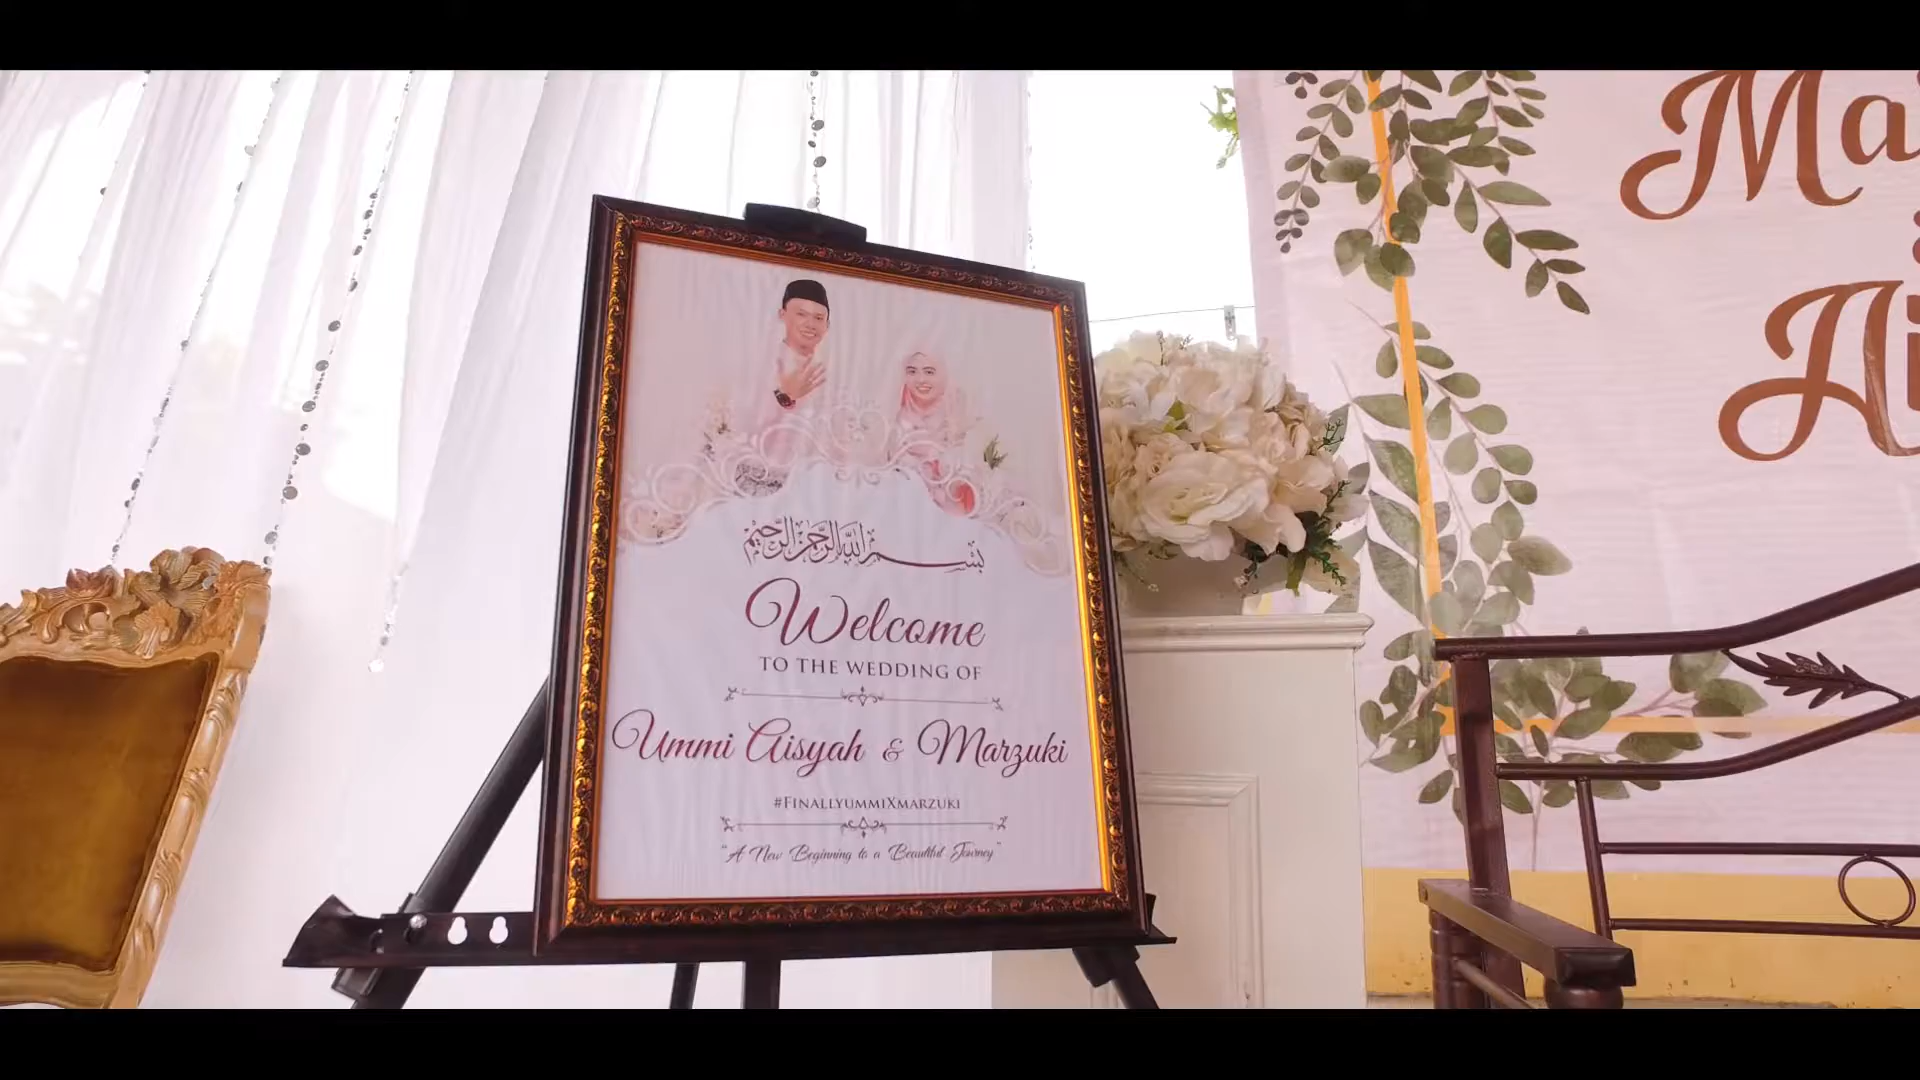 بسم الله الرحمن الرحيم
Welcome
TO THE WEDDING OF
Ummi Aisyah & Marzuki
#FinallyummiXmarzuki
"A New Beginning to a Beautiful Journey"